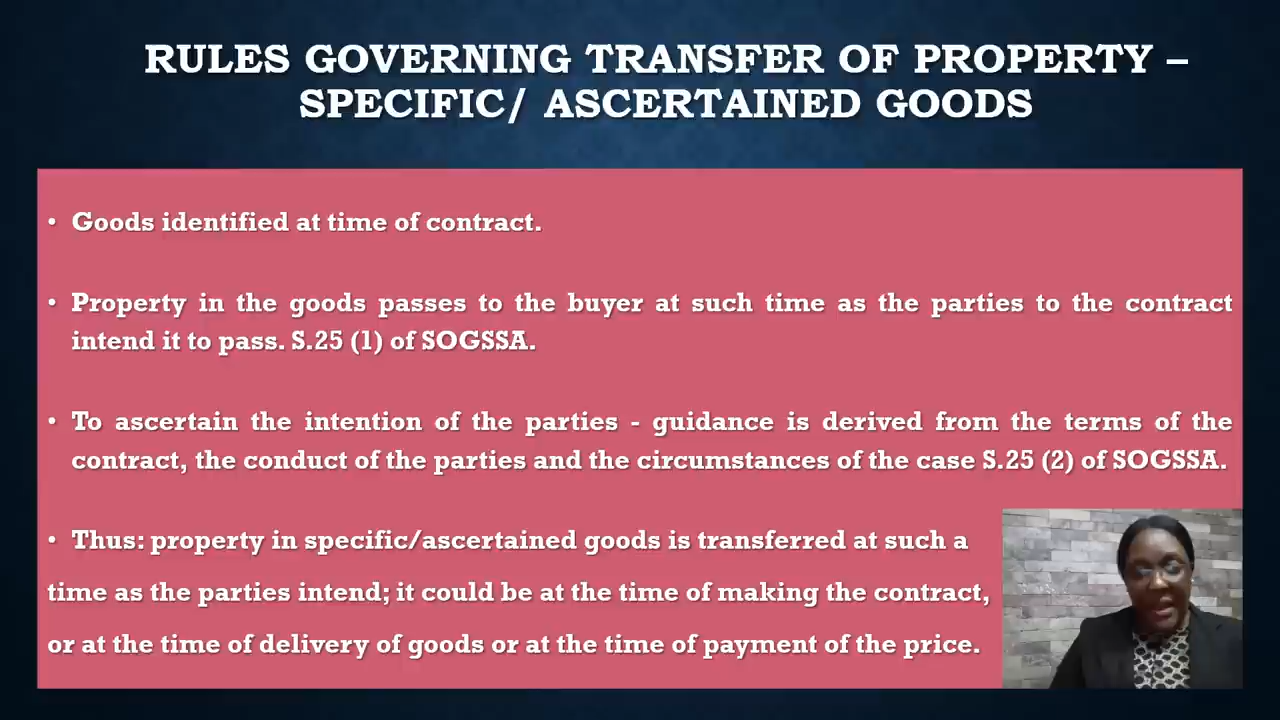 RULES GOVERNING TRANSFER OF PROPERTY –
SPECIFIC/ ASCERTAINED GOODS
• Goods identified at time of contract.
• Property in the goods passes to the buyer at such time as the parties to the contract
intend it to pass. S.25 (1) of SOGSSA.
• To ascertain the intention of the parties - guidance is derived from the terms of the
contract, the conduct of the parties and the circumstances of the case S.25 (2) of SOGSSA.
• Thus: property in specific/ascertained goods is transferred at such a
time as the parties intend; it could be at the time of making the contract,
or at the time of delivery of goods or at the time of payment of the price.